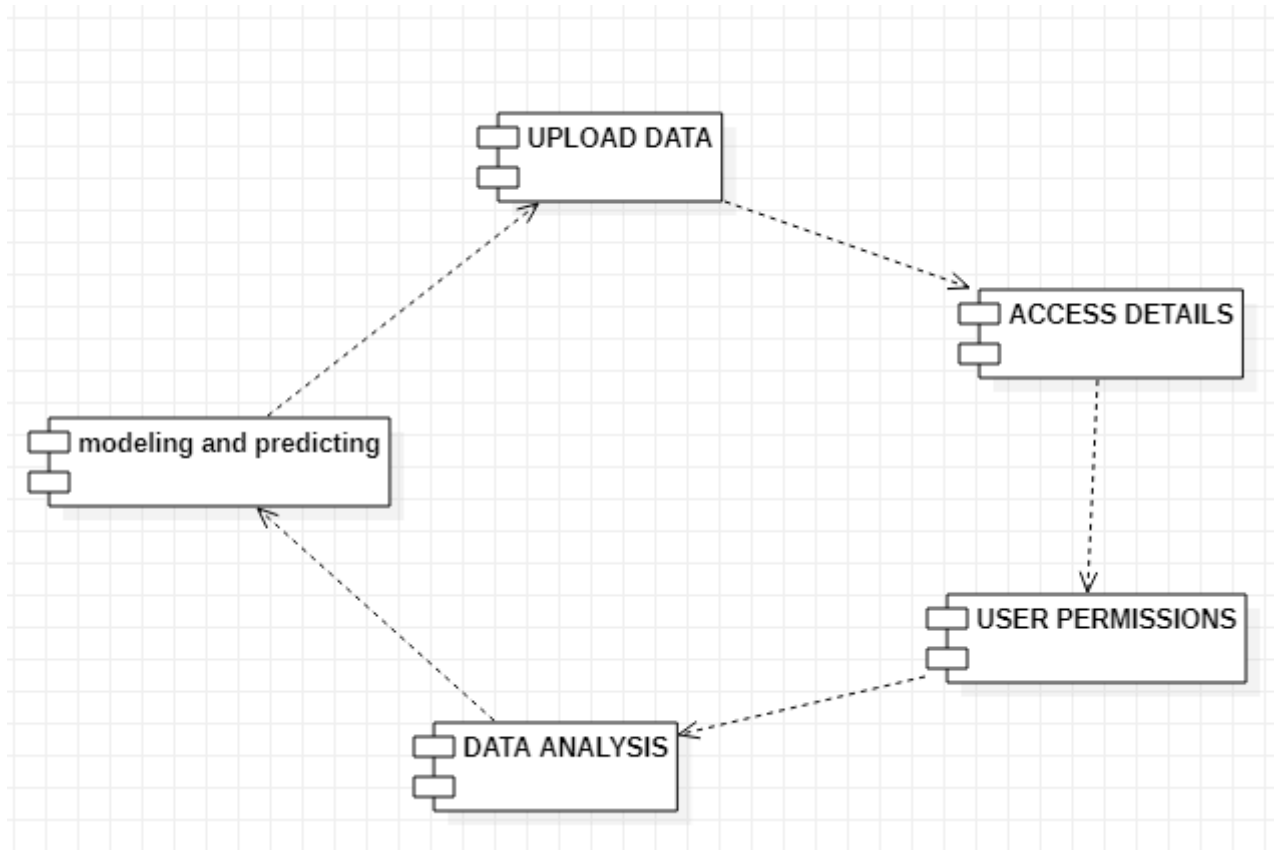 UPLOAD DATA
ACCESS DETAILS
modeling and predicting
USER PERMISSIONS
DATA ANALYSIS